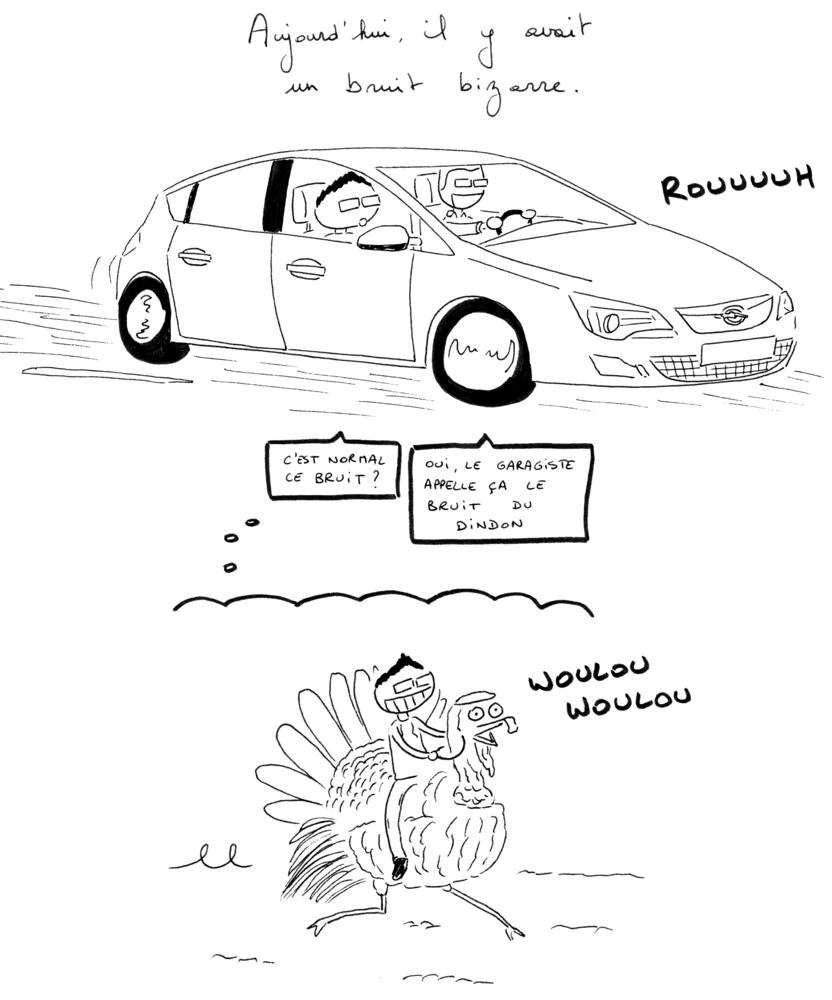 Aujourd'hui, il y avait
un bruit bizarre.
ROUUUUH
C'EST NORMAL
CE BRUIT ?
OUI, LE GARAGISTE
APPELLE ÇA LE
BRUIT DU
DINDON
WOULOU
WOULOU